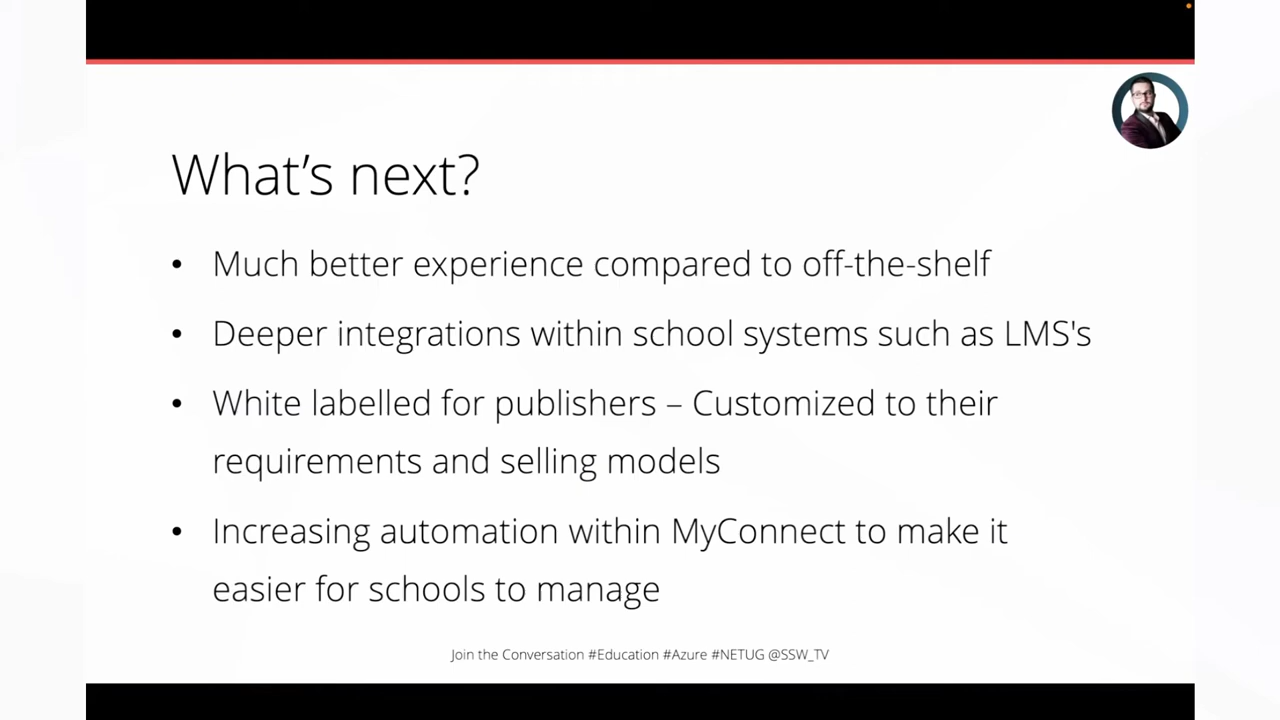 What’s next?
• Much better experience compared to off-the-shelf
• Deeper integrations within school systems such as LMS's
• White labelled for publishers – Customized to their
requirements and selling models
• Increasing automation within MyConnect to make it
easier for schools to manage
Join the Conversation #Education #Azure #NETUG @SSW_TV